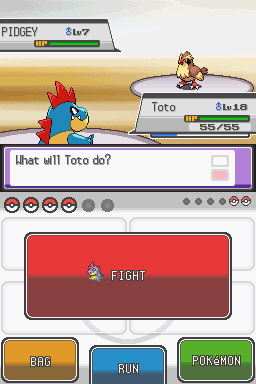 PIDGEY ♂Lv7
HP
Toto ♂Lv18
HP
55/55
What will Toto do?
FIGHT
BAG
RUN
POKéMON